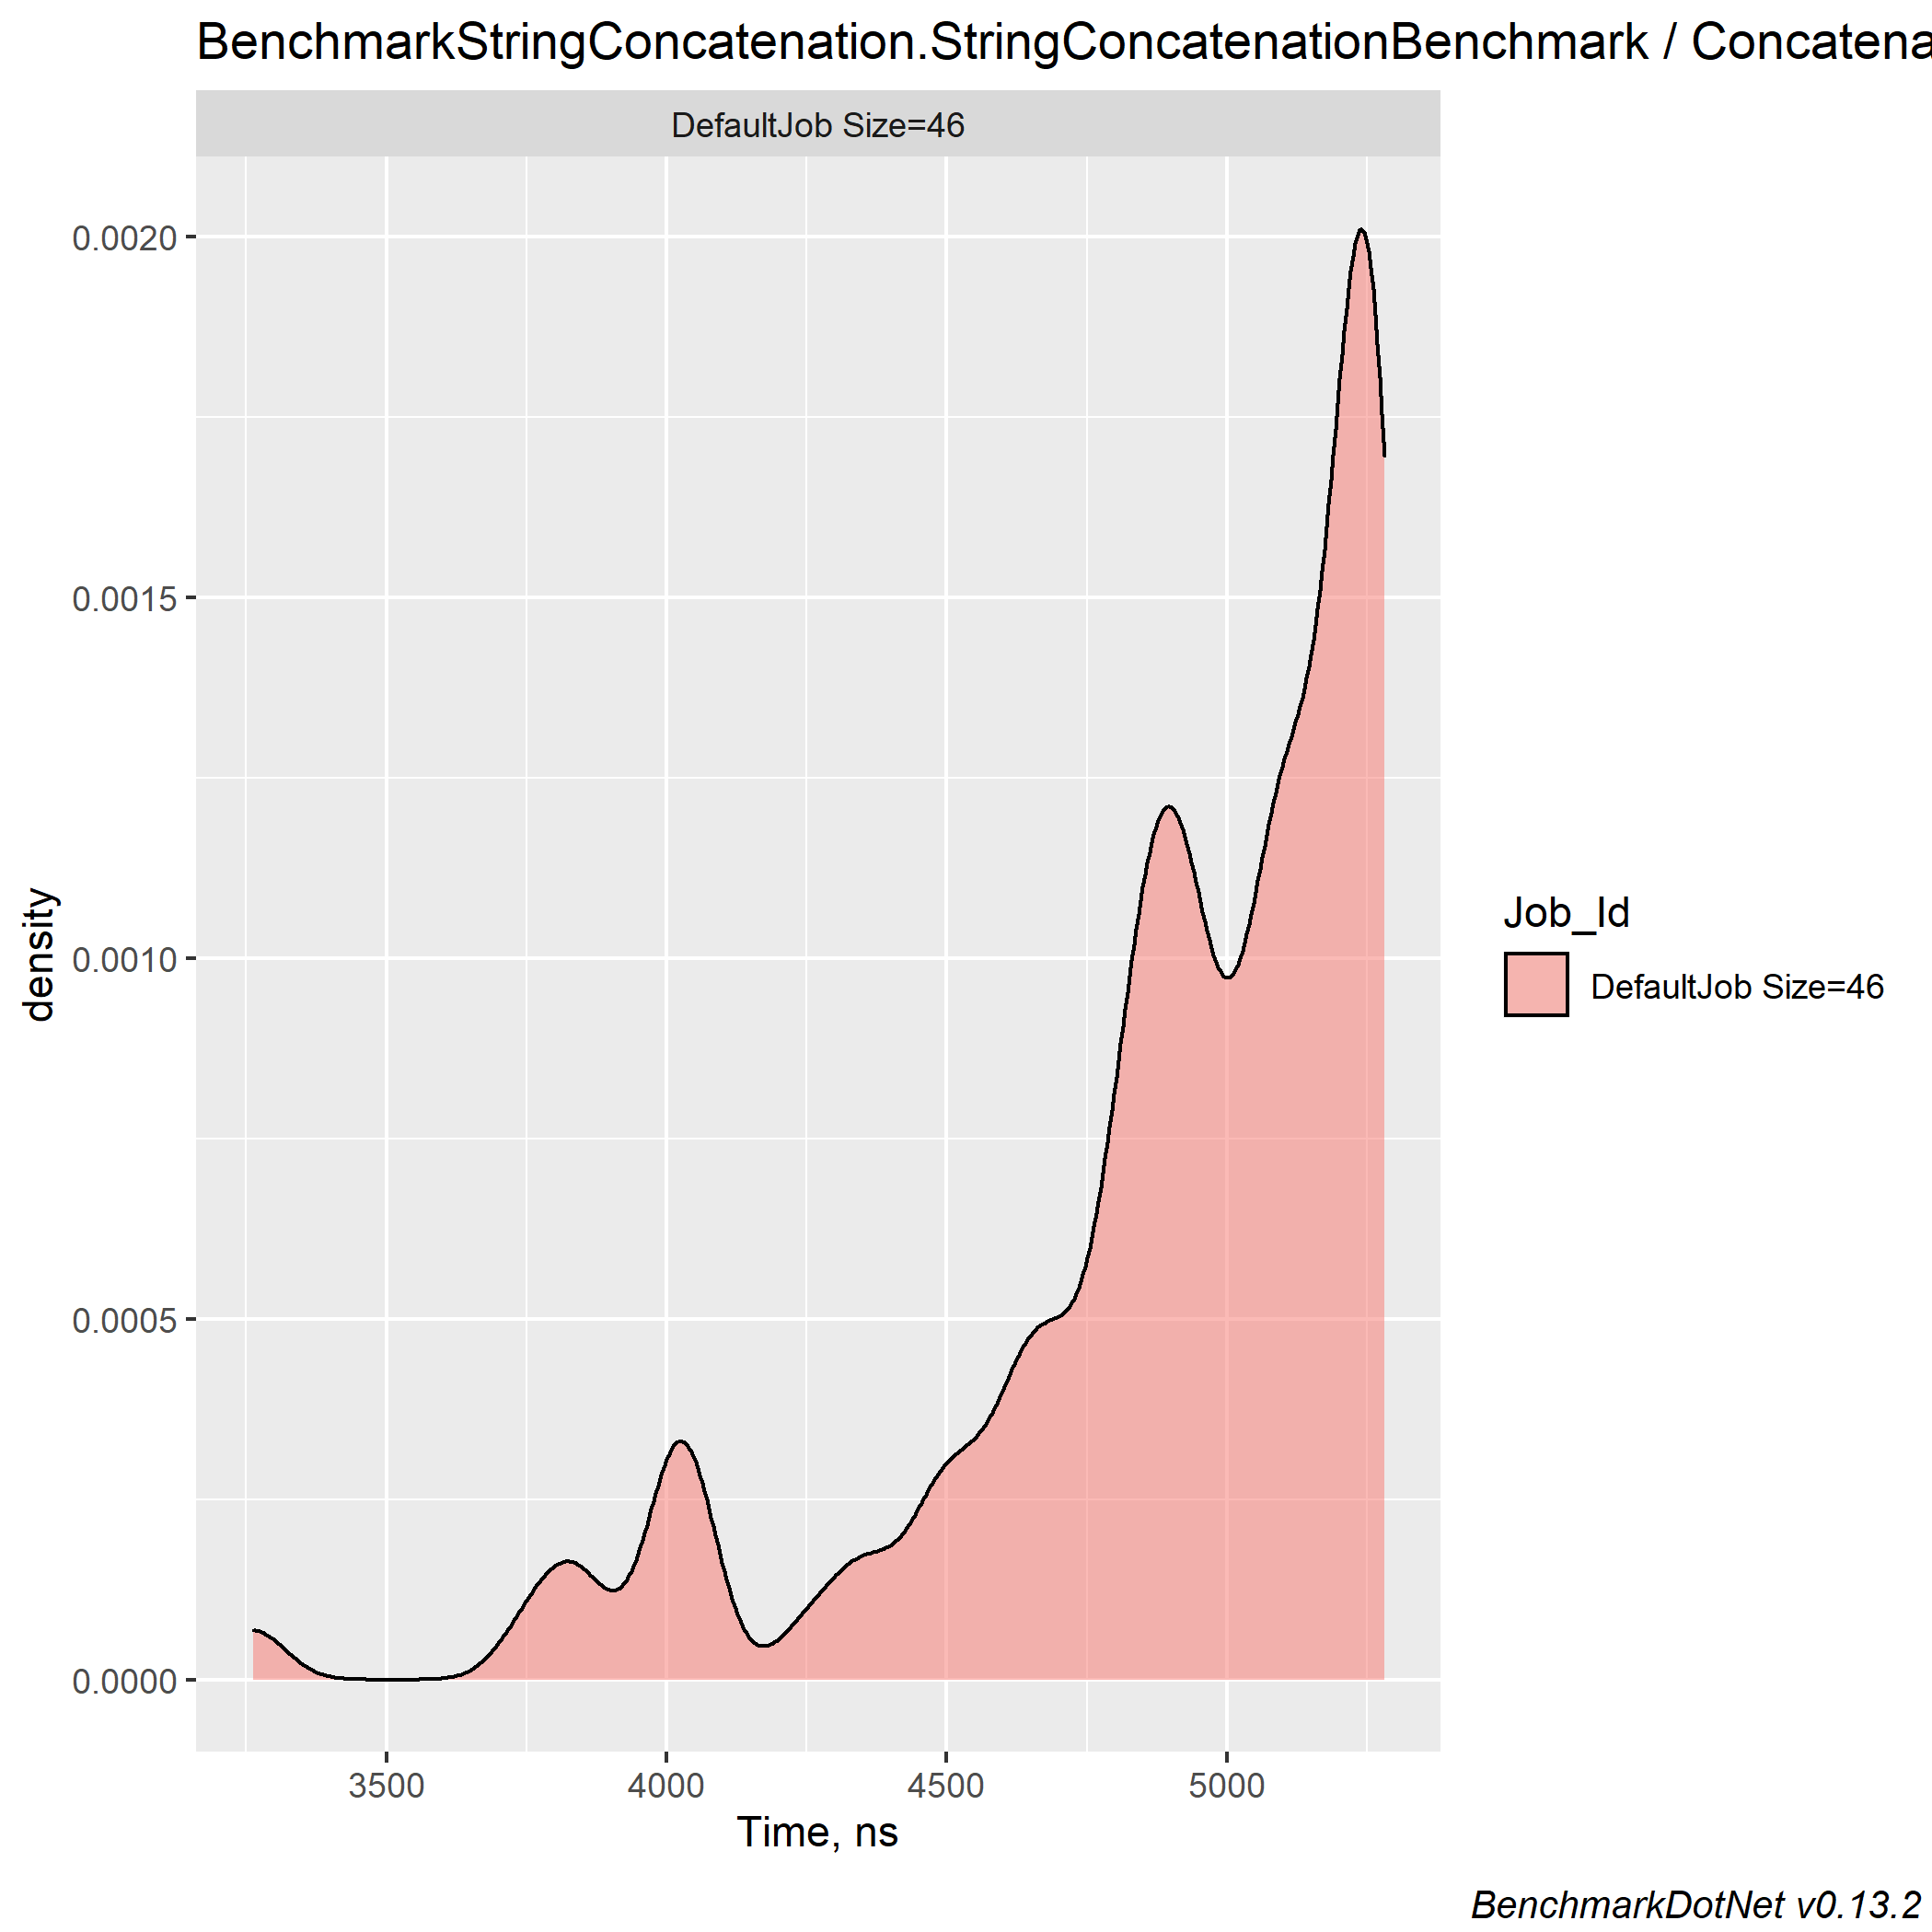 BenchmarkStringConcatenation.StringConcatenationBenchmark / Concatena
DefaultJob Size=46
0.0020
0.0015
0.0010
0.0005
0.0000
density
3500 4000 4500 5000
Time, ns
Job_Id
DefaultJob Size=46
BenchmarkDotNet v0.13.2